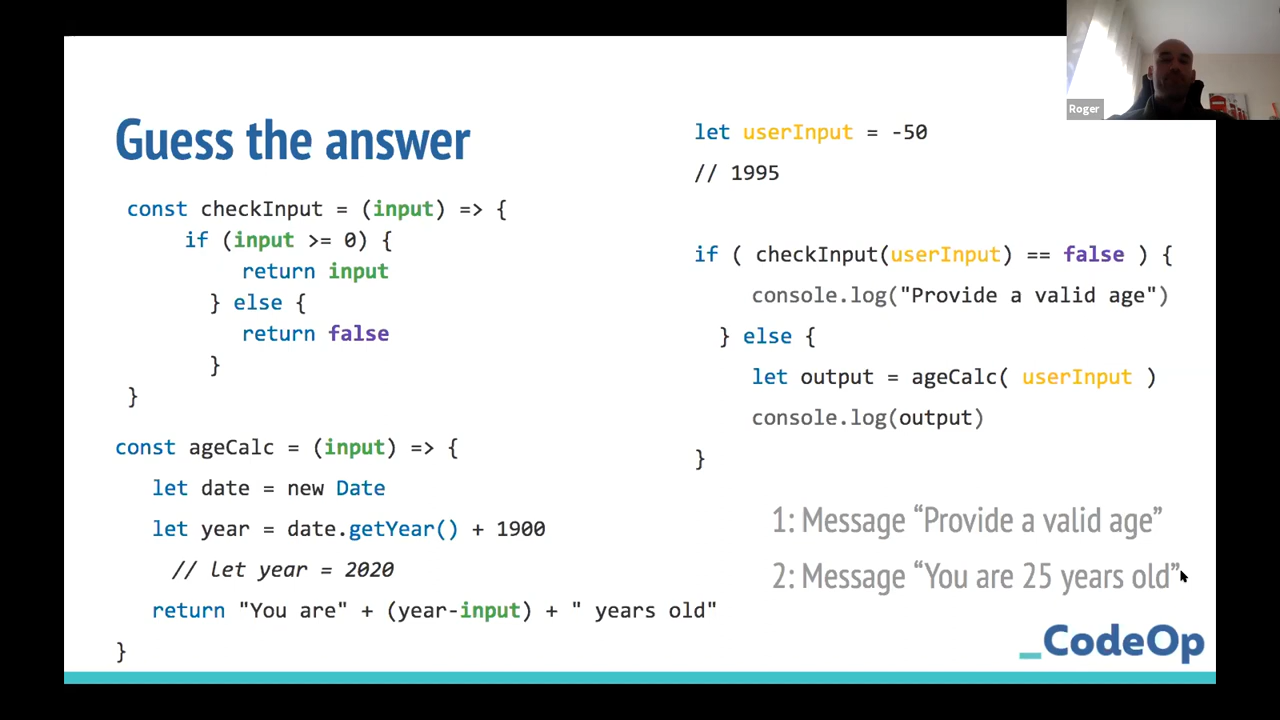 Guess the answer
const checkInput = (input) => {
if (input >= 0) {
return input
} else {
return false
}
}
const ageCalc = (input) => {
let date = new Date
let year = date.getYear() + 1900
// let year = 2020
return "You are" + (year-input) + " years old"
}
let userInput = -50
// 1995
if ( checkInput(userInput) == false ) {
console.log("Provide a valid age")
} else {
let output = ageCalc( userInput )
console.log(output)
}
1: Message “Provide a valid age”
2: Message “You are 25 years old”
_CodeOp
Roger